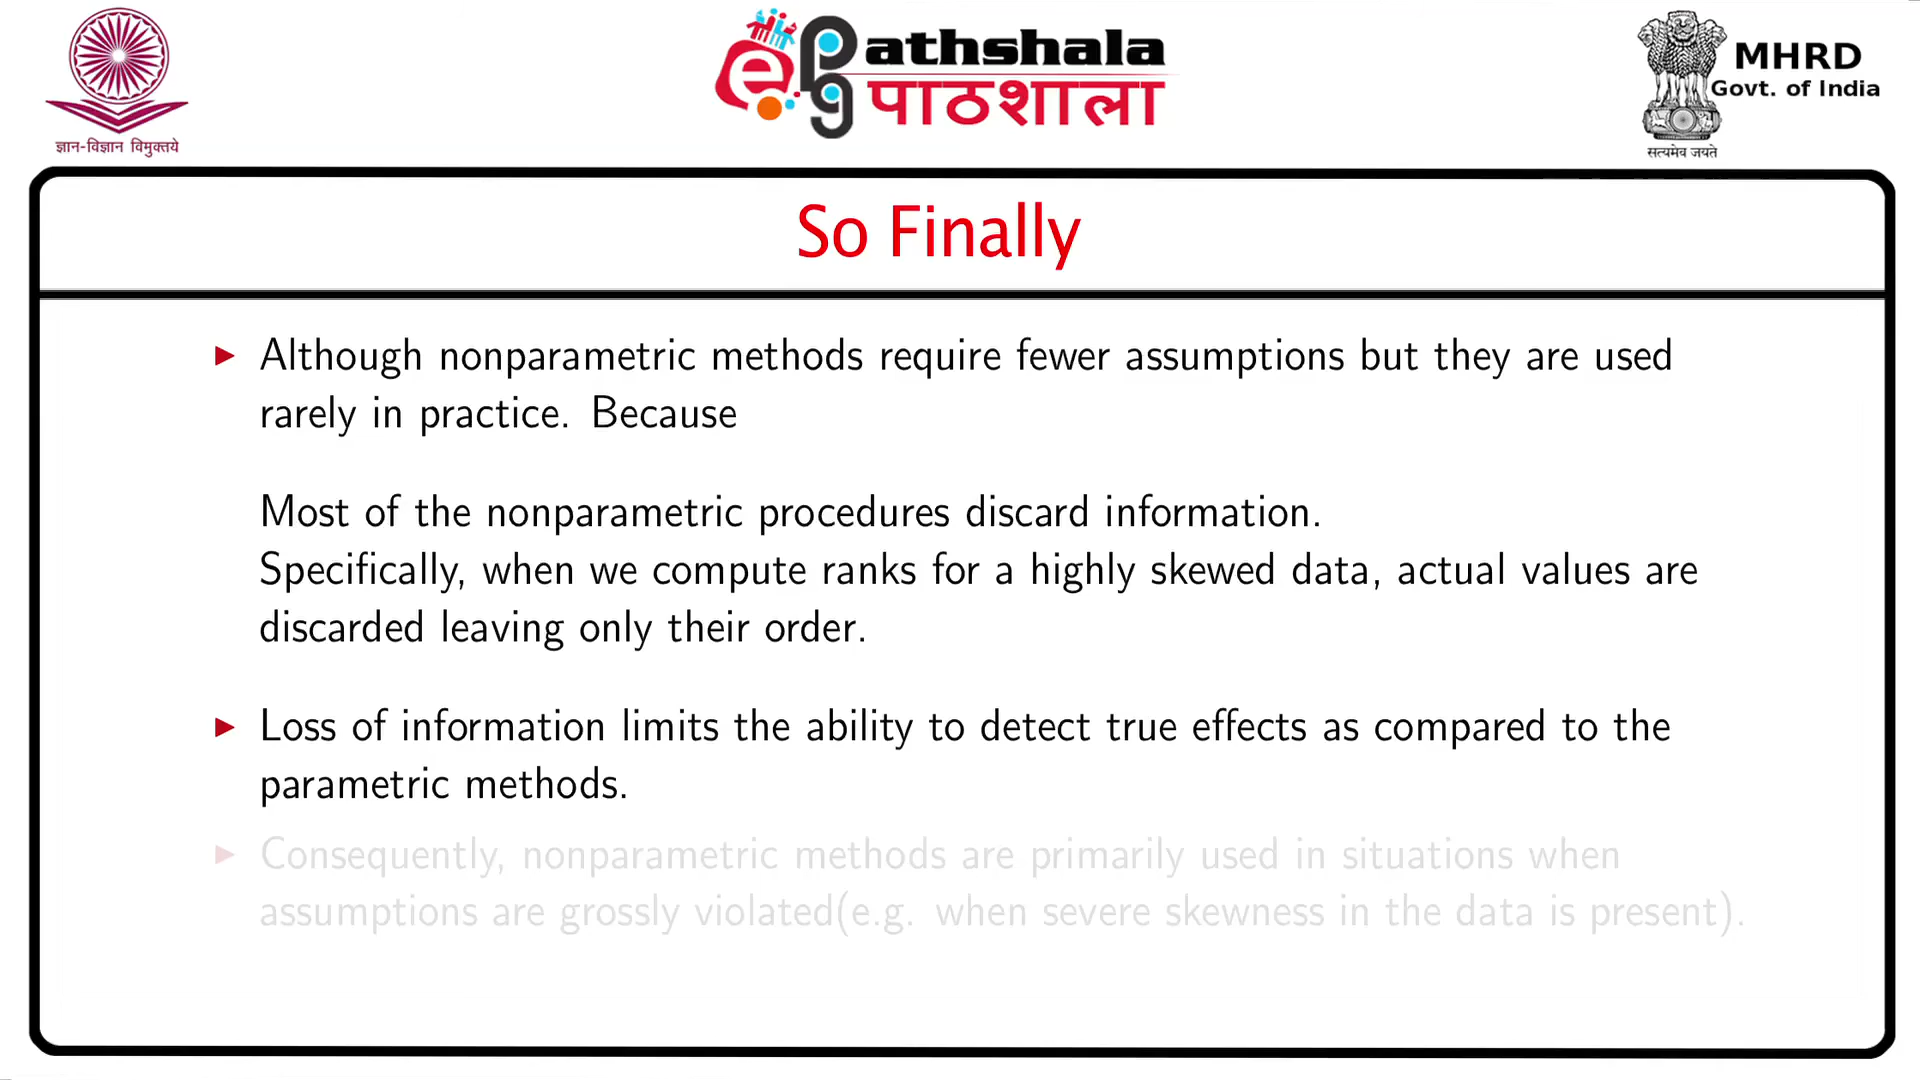 ज्ञान-विज्ञान विमुक्तये
e pg athshala
पाठशाला
MHRD
Govt. of India
सत्यमेव जयते
So Finally
Although nonparametric methods require fewer assumptions but they are used
rarely in practice. Because
Most of the nonparametric procedures discard information.
Specifically, when we compute ranks for a highly skewed data, actual values are
discarded leaving only their order.
Loss of information limits the ability to detect true effects as compared to the
parametric methods.
Consequently, nonparametric methods are primarily used in situations when
assumptions are grossly violated(e.g. when severe skewness in the data is present).